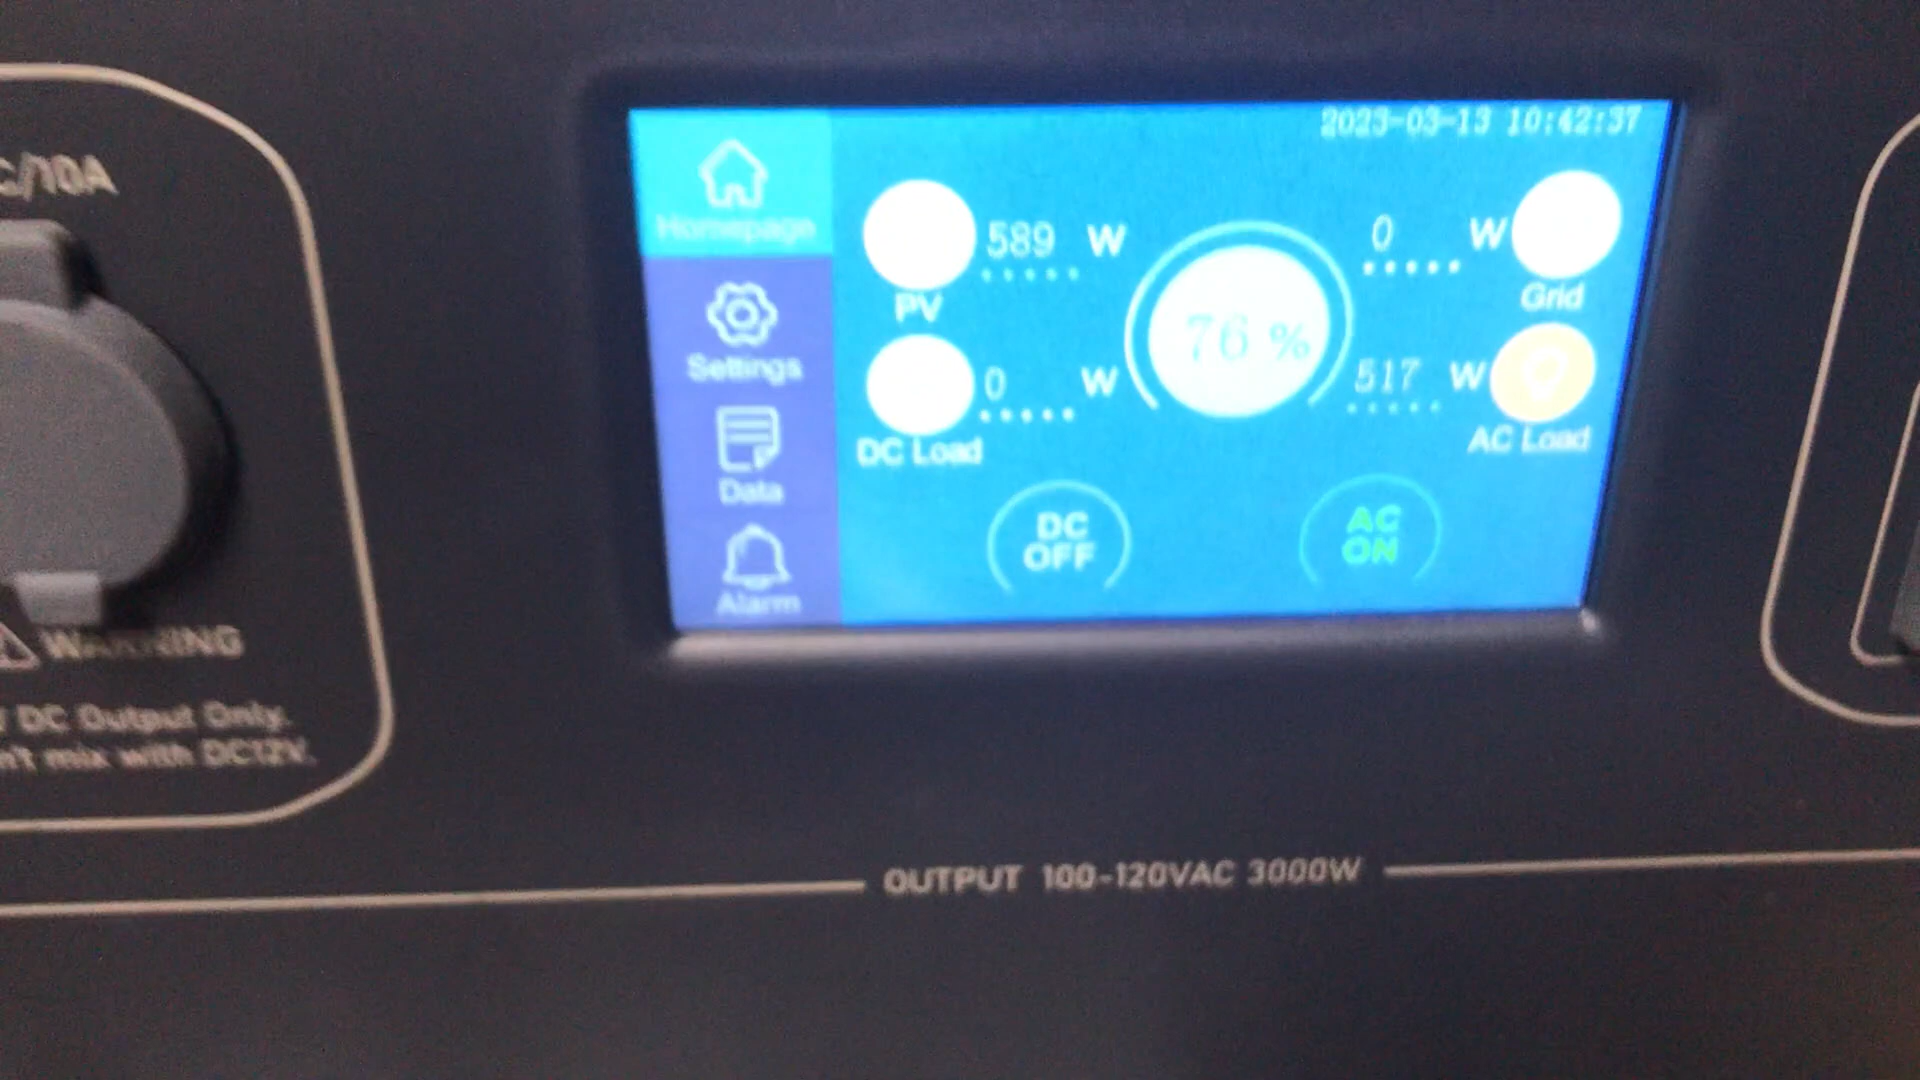 C/10A
WARNING
DC Output Only.
n't mix with DC12V.
2023-03-13 10:42:37
Homepage
Settings
Data
Alarm
589 W
PV
0 W
DC Load
76 %
0 W
Grid
517 W
AC Load
DC
OFF
AC
ON
OUTPUT 100-120VAC 3000W